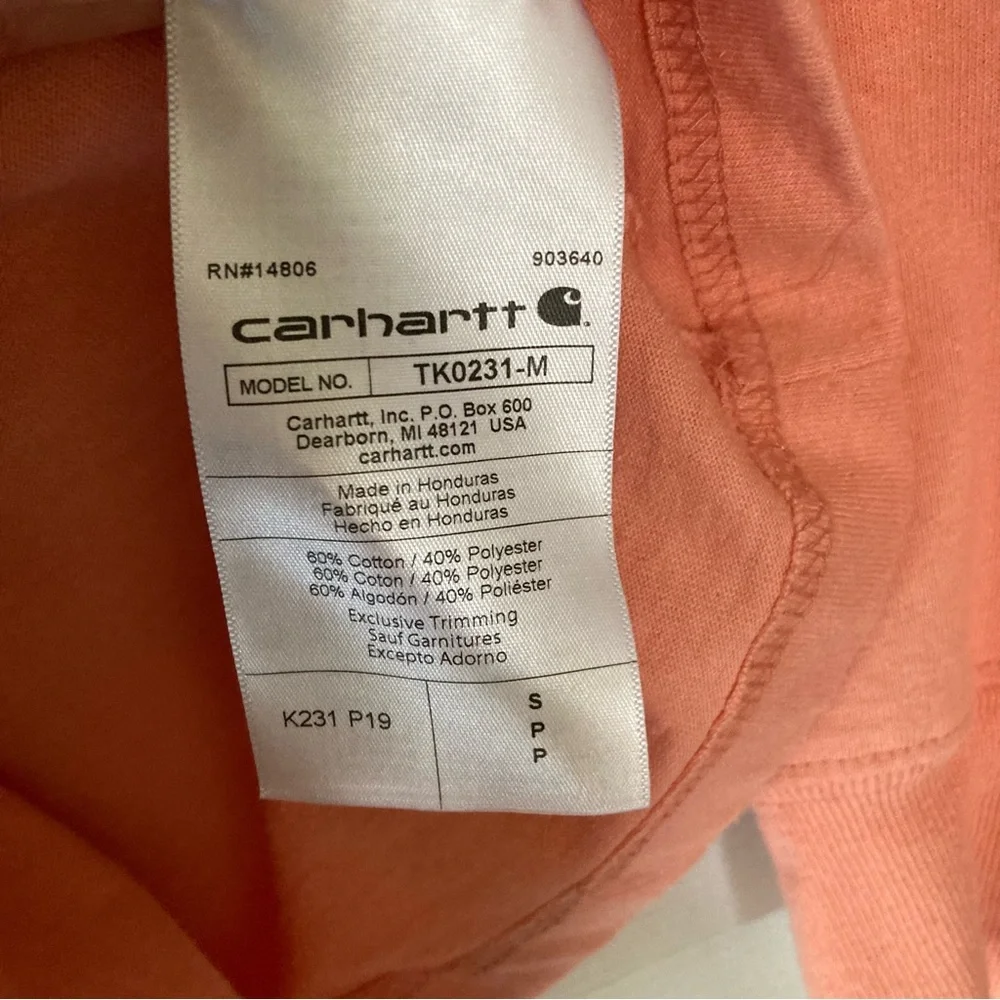 RN#14806 903640
carhartt
MODEL NO. TK0231-M
Carhartt, Inc. P.O. Box 600
Dearborn, MI 48121 USA
carhartt.com
Made in Honduras
Fabriqué au Honduras
Hecho en Honduras
60% Cotton / 40% Polyester
60% Coton / 40% Polyester
60% Algodón / 40% Poliéster
Exclusive Trimming
Sauf Garnitures
Excepto Adorno
K231 P19
S
P
P